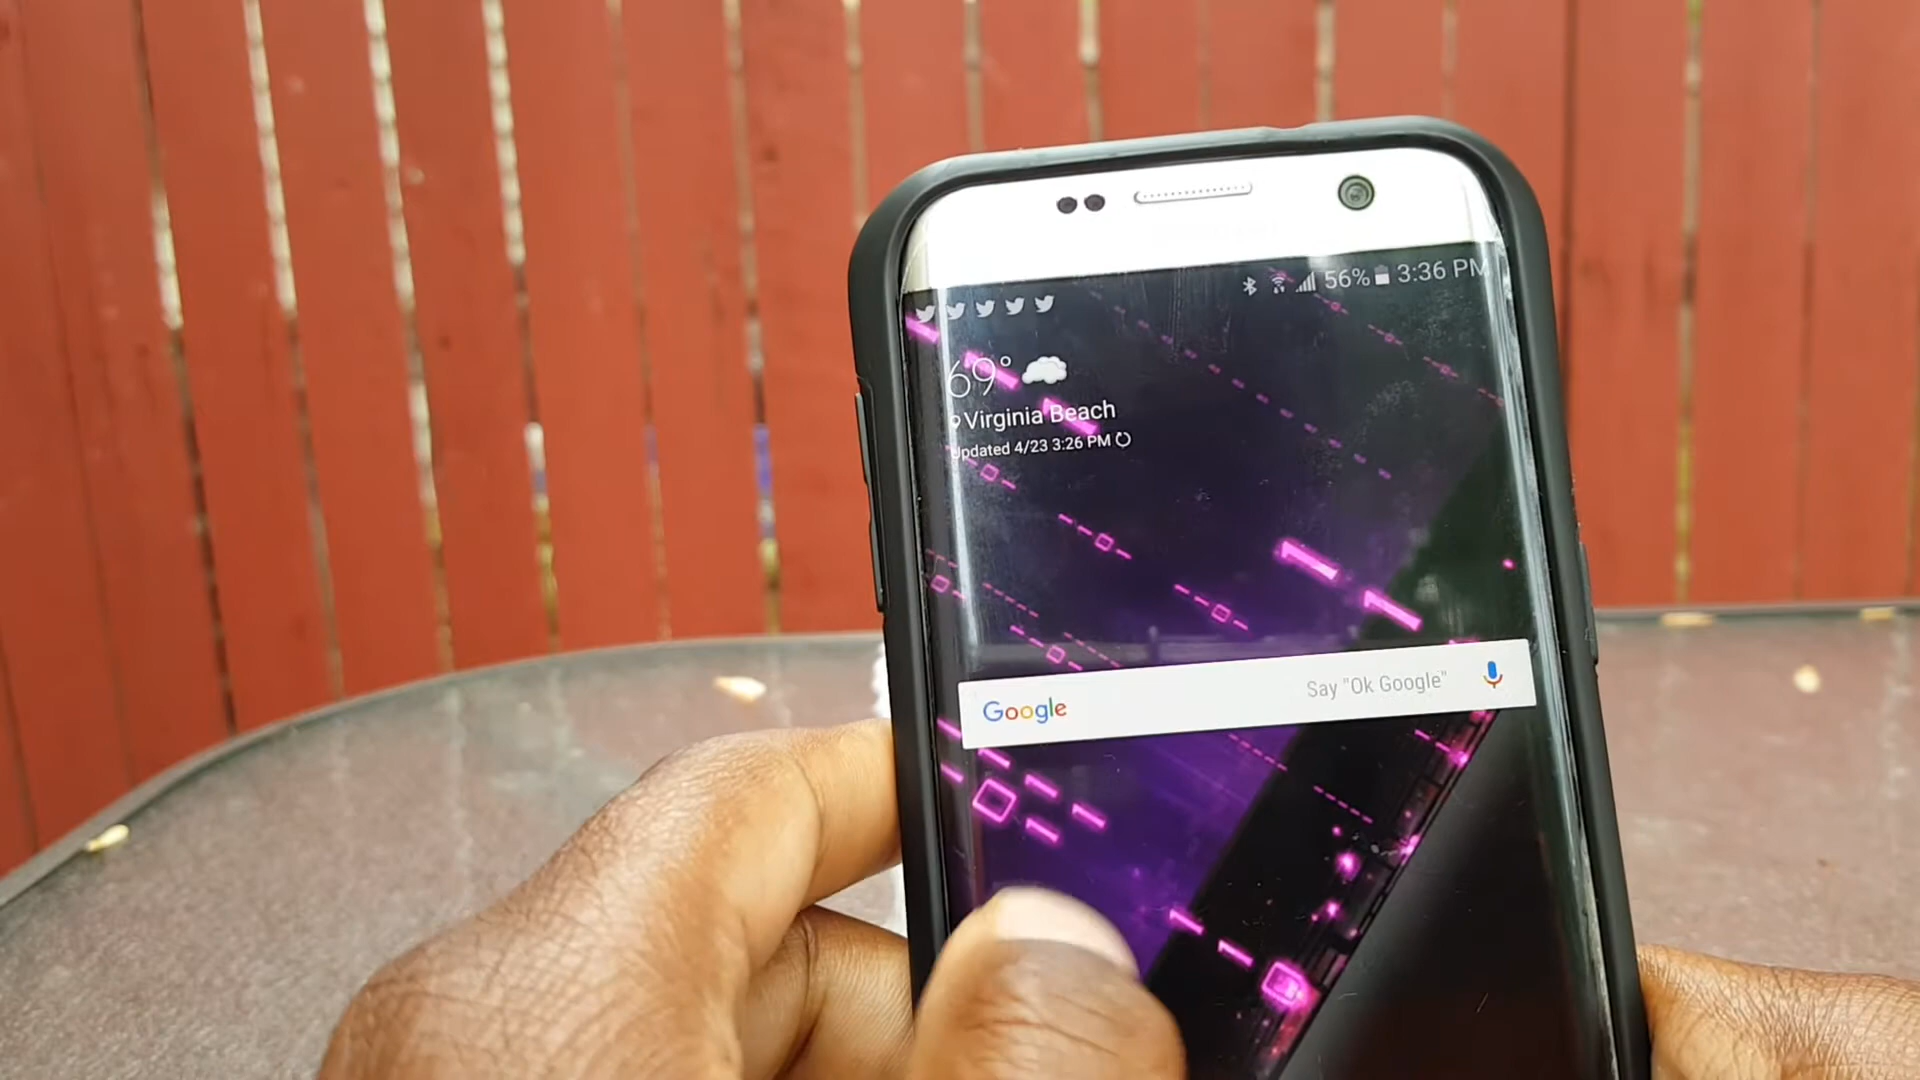 56% 3:36 PM
69°
Virginia Beach
Updated 4/23 3:26 PM
Google Say "Ok Google"